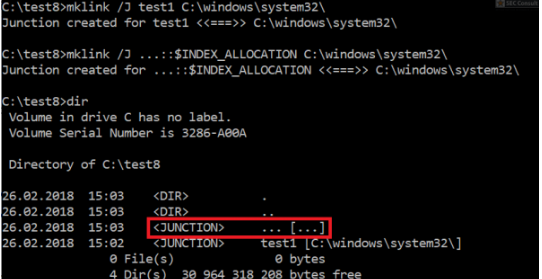 SEC Consult
C:\test8>mklink /J test1 C:\windows\system32\
Junction created for test1 <<===>> C:\windows\system32\
C:\test8>mklink /J ...::$INDEX_ALLOCATION C:\windows\system32\
Junction created for ...::$INDEX_ALLOCATION <<===>> C:\windows\system32\
C:\test8>dir
Volume in drive C has no label.
Volume Serial Number is 3286-A00A
Directory of C:\test8
26.02.2018 15:03 <DIR> .
26.02.2018 15:03 <DIR> ..
26.02.2018 15:03 <JUNCTION> ... [...]
26.02.2018 15:02 <JUNCTION> test1 [C:\windows\system32\]
0 File(s) 0 bytes
4 Dir(s) 30 964 318 208 bytes free